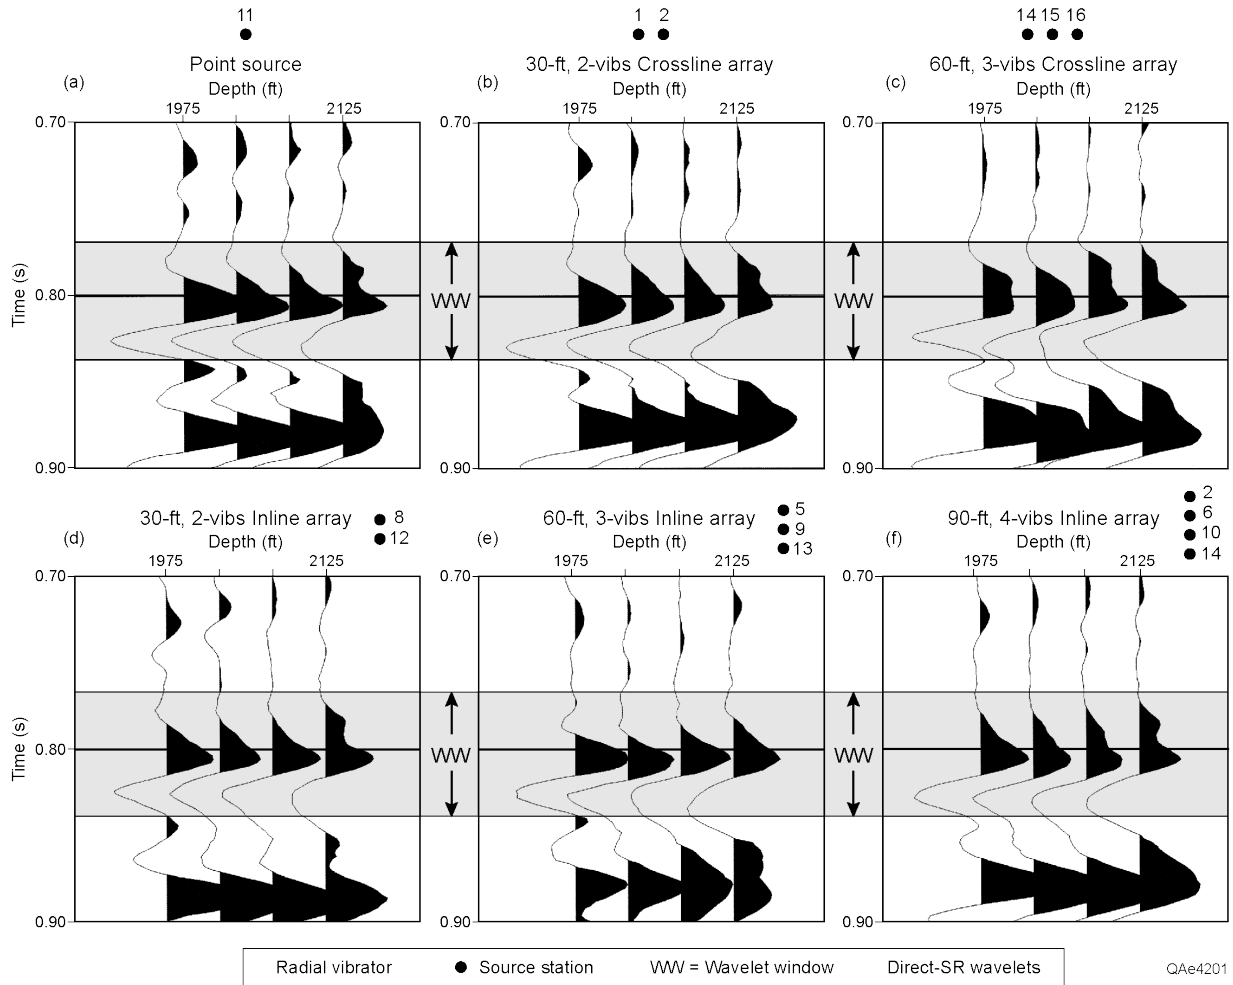 11
1 2
14 15 16
Point source
30-ft, 2-vibs Crossline array
60-ft, 3-vibs Crossline array
(a)
Depth (ft)
(b)
Depth (ft)
(c)
Depth (ft)
1975 2125
1975 2125
1975 2125
0.70
0.70
0.70
Time (s)
0.80
WW
0.80
WW
0.80
0.90
0.90
0.90
30-ft, 2-vibs Inline array
8
12
60-ft, 3-vibs Inline array
5
9
13
90-ft, 4-vibs Inline array
2
6
10
14
(d)
Depth (ft)
(e)
Depth (ft)
(f)
Depth (ft)
1975 2125
1975 2125
1975 2125
0.70
0.70
0.70
Time (s)
0.80
WW
0.80
WW
0.80
0.90
0.90
0.90
Radial vibrator
Source station
WW = Wavelet window
Direct-SR wavelets
QAe4201